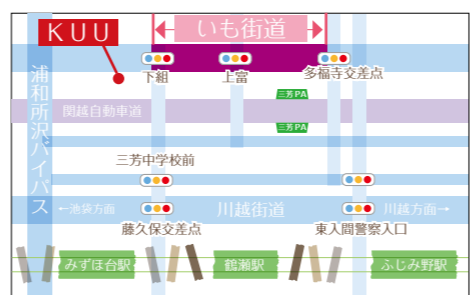 いも街道
KUU
下組
上富
多福寺交差点
浦和所沢バイパス
三芳PA
関越自動車道
三芳PA
三芳中学校前
←池袋方面
川越街道
川越方面→
藤久保交差点
東入間警察入口
みずほ台駅
鶴瀬駅
ふじみ野駅